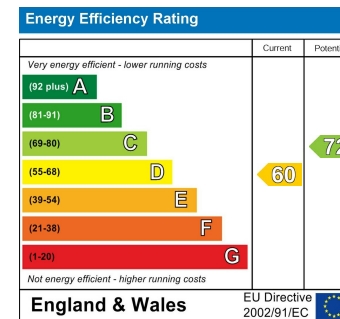 Energy Efficiency Rating
Current
Very energy efficient - lower running costs
(92 plus) A
(81-91) B
(69-80) C
72
(55-68) D
60
(39-54) E
(21-38) F
(1-20) G
Not energy efficient - higher running costs
England & Wales
EU Directive
2002/91/EC